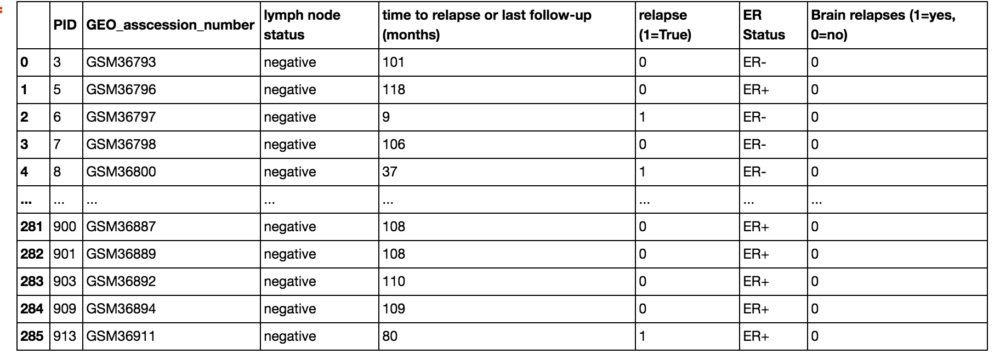 PID GEO_asscession_number lymph node status time to relapse or last follow-up (months) relapse (1=True) ER Status Brain relapses (1=yes, 0=no)
0 3 GSM36793 negative 101 0 ER- 0
1 5 GSM36796 negative 118 0 ER+ 0
2 6 GSM36797 negative 9 1 ER- 0
3 7 GSM36798 negative 106 0 ER- 0
4 8 GSM36800 negative 37 1 ER- 0
... ... ... ... ... ... ... ...
281 900 GSM36887 negative 108 0 ER+ 0
282 901 GSM36889 negative 108 0 ER+ 0
283 903 GSM36892 negative 110 0 ER+ 0
284 909 GSM36894 negative 109 0 ER+ 0
285 913 GSM36911 negative 80 1 ER+ 0